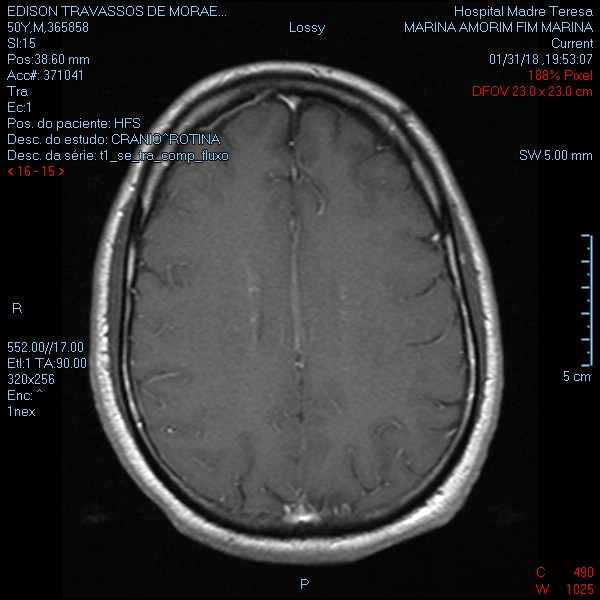 EDISON TRAVASSOS DE MORAE...
50Y,M,365858
Sl:15
Pos:38.60 mm
Acc#: 371041
Tra
Ec:1
Pos. do paciente: HFS
Desc. do estudo: CRANIO^ROTINA
Desc. da série: t1_se_tra_comp_fluxo
< 16 - 15 >
Lossy
Hospital Madre Teresa
MARINA AMORIM FIM MARINA
Current
01/31/18 ,19:53:07
188% Pixel
DFOV 23.0 x 23.0 cm
SW 5.00 mm
R
552.00//17.00
Etl:1 TA:90.00
320x256
Enc: ^
1nex
5 cm
P
C 490
W 1025